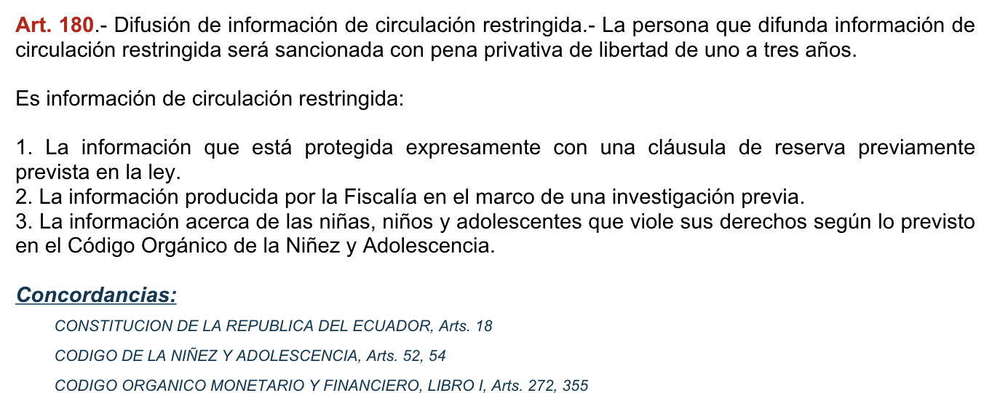 Art. 180.- Difusión de información de circulación restringida.- La persona que difunda información de
circulación restringida será sancionada con pena privativa de libertad de uno a tres años.
Es información de circulación restringida:
1. La información que está protegida expresamente con una cláusula de reserva previamente
prevista en la ley.
2. La información producida por la Fiscalía en el marco de una investigación previa.
3. La información acerca de las niñas, niños y adolescentes que viole sus derechos según lo previsto
en el Código Orgánico de la Niñez y Adolescencia.
Concordancias:
CONSTITUCION DE LA REPUBLICA DEL ECUADOR, Arts. 18
CODIGO DE LA NIÑEZ Y ADOLESCENCIA, Arts. 52, 54
CODIGO ORGANICO MONETARIO Y FINANCIERO, LIBRO I, Arts. 272, 355